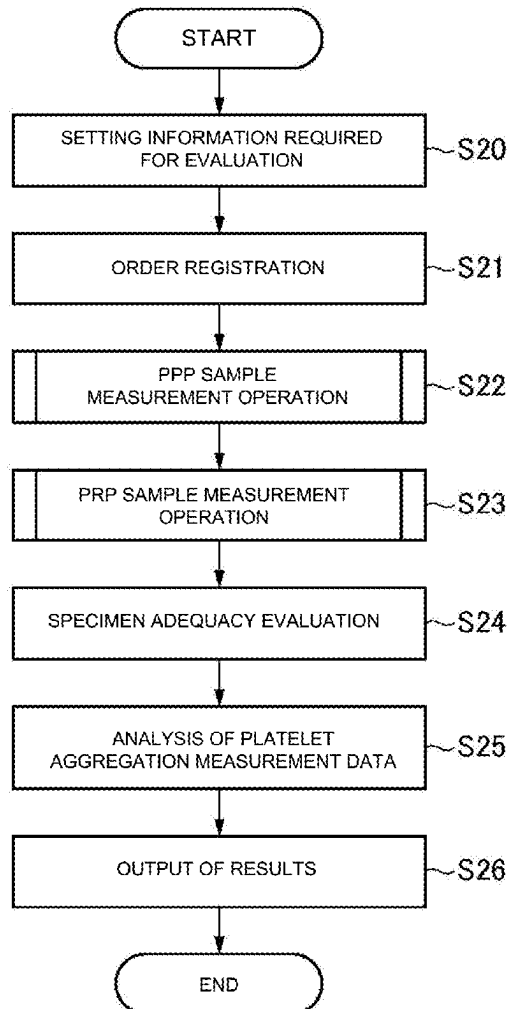 START
SETTING INFORMATION REQUIRED
FOR EVALUATION
S20
ORDER REGISTRATION
S21
PPP SAMPLE
MEASUREMENT OPERATION
S22
PRP SAMPLE MEASUREMENT
OPERATION
S23
SPECIMEN ADEQUACY EVALUATION
S24
ANALYSIS OF PLATELET
AGGREGATION MEASUREMENT DATA
S25
OUTPUT OF RESULTS
S26
END